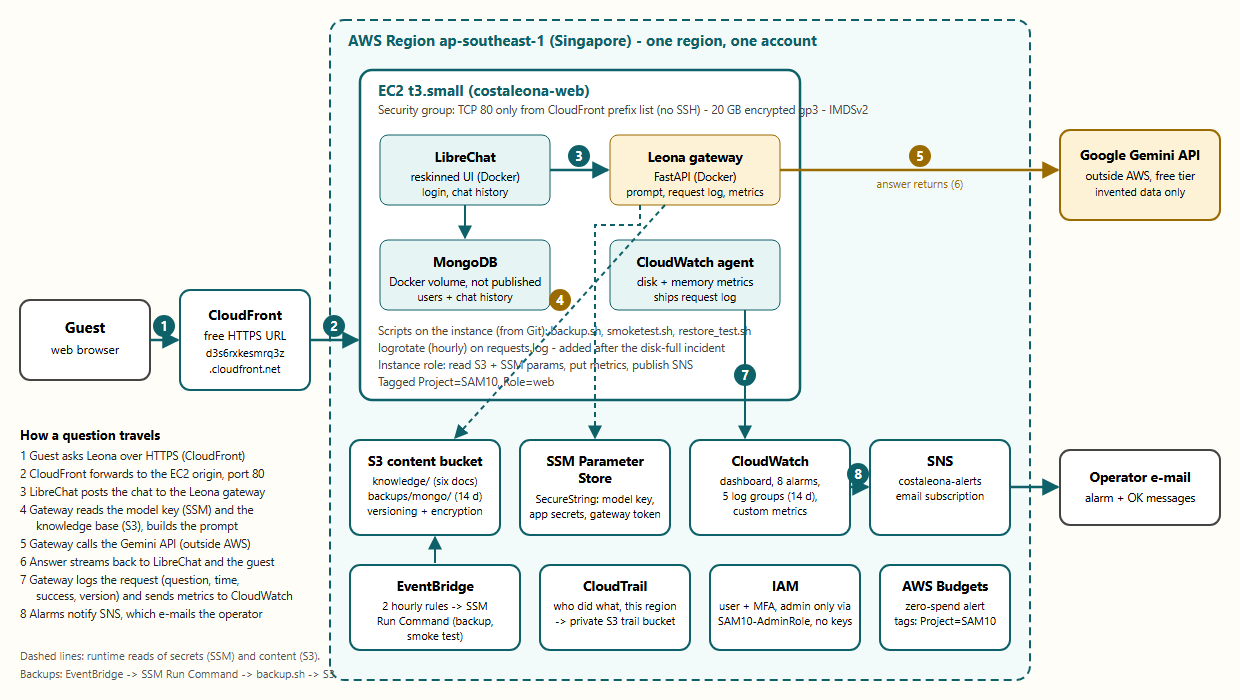 AWS Region ap-southeast-1 (Singapore) - one region, one account
EC2 t3.small (costaleona-web)
Security group: TCP 80 only from CloudFront prefix list (no SSH) - 20 GB encrypted gp3 - IMDSv2
LibreChat
reskinned UI (Docker)
login, chat history
3
Leona gateway
FastAPI (Docker)
prompt, request log, metrics
5
answer returns (6)
Google Gemini API
outside AWS, free tier
invented data only
MongoDB
Docker volume, not published
users + chat history
4
CloudWatch agent
disk + memory metrics
ships request log
Guest
web browser
1
CloudFront
free HTTPS URL
d3s6rxkesmrq3z
.cloudfront.net
2
Scripts on the instance (from Git): backup.sh, smoketest.sh, restore_test.sh
logrotate (hourly) on requests.log - added after the disk-full incident
Instance role: read S3 + SSM params, put metrics, publish SNS
Tagged Project=SAM10, Role=web
7
How a question travels
1 Guest asks Leona over HTTPS (CloudFront)
2 CloudFront forwards to the EC2 origin, port 80
3 LibreChat posts the chat to the Leona gateway
4 Gateway reads the model key (SSM) and the
knowledge base (S3), builds the prompt
5 Gateway calls the Gemini API (outside AWS)
6 Answer streams back to LibreChat and the guest
7 Gateway logs the request (question, time,
success, version) and sends metrics to CloudWatch
8 Alarms notify SNS, which e-mails the operator
S3 content bucket
knowledge/ (six docs)
backups/mongo/ (14 d)
versioning + encryption
SSM Parameter
Store
SecureString: model key,
app secrets, gateway token
CloudWatch
dashboard, 8 alarms,
5 log groups (14 d),
custom metrics
8
SNS
costaleona-alerts
email subscription
Operator e-mail
alarm + OK messages
EventBridge
2 hourly rules -> SSM
Run Command (backup,
smoke test)
CloudTrail
who did what, this region
-> private S3 trail bucket
IAM
user + MFA, admin only via
SAM10-AdminRole, no keys
AWS Budgets
zero-spend alert
tags: Project=SAM10
Dashed lines: runtime reads of secrets (SSM) and content (S3).
Backups: EventBridge -> SSM Run Command -> backup.sh -> S3.